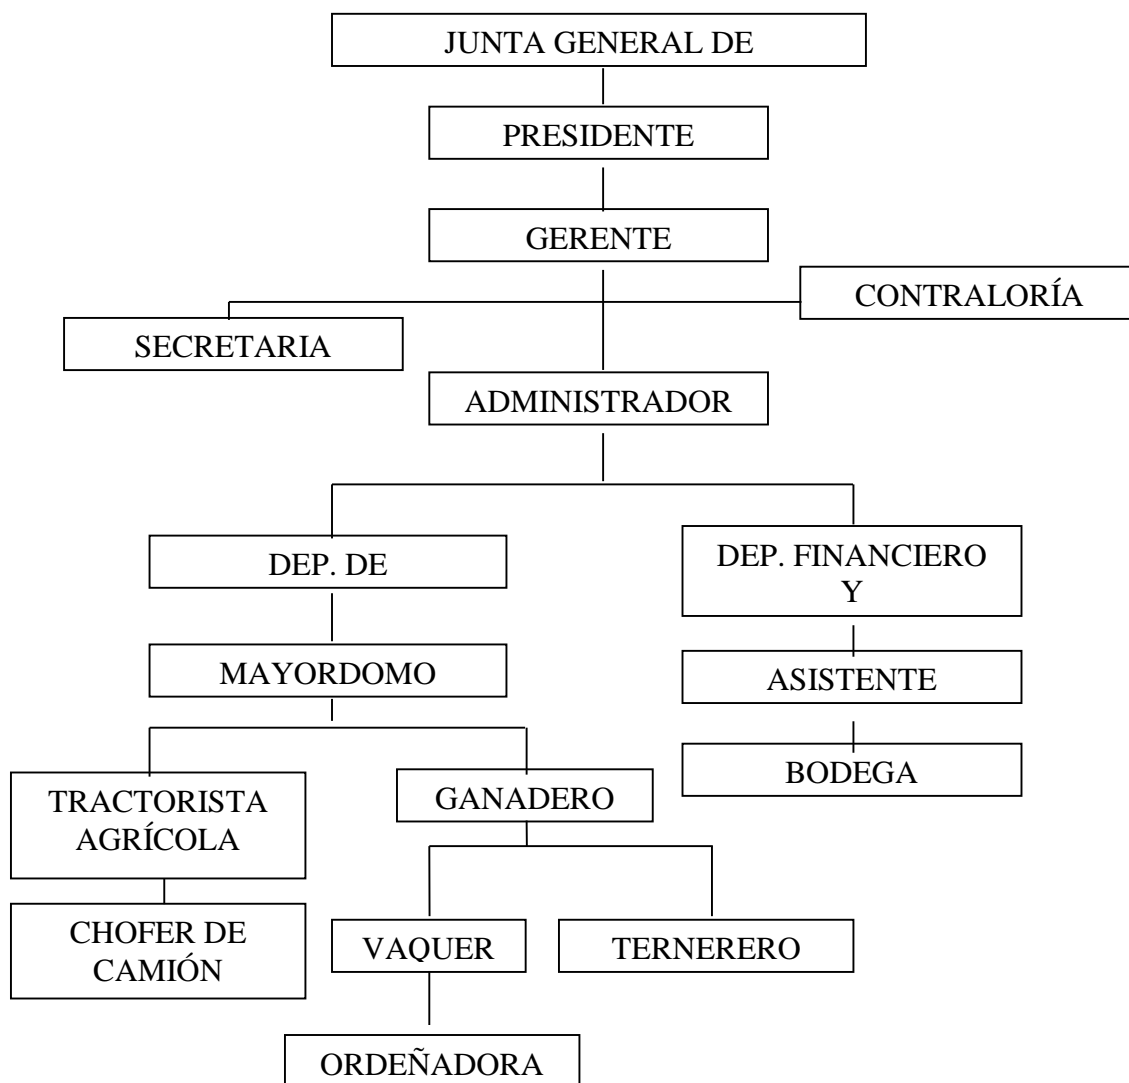 JUNTA GENERAL DE
PRESIDENTE
GERENTE
CONTRALORÍA
SECRETARIA
ADMINISTRADOR
DEP. DE
DEP. FINANCIERO
Y
MAYORDOMO
ASISTENTE
BODEGA
TRACTORISTA
AGRÍCOLA
GANADERO
CHOFER DE
CAMIÓN
VAQUER
TERNERERO
ORDEÑADORA